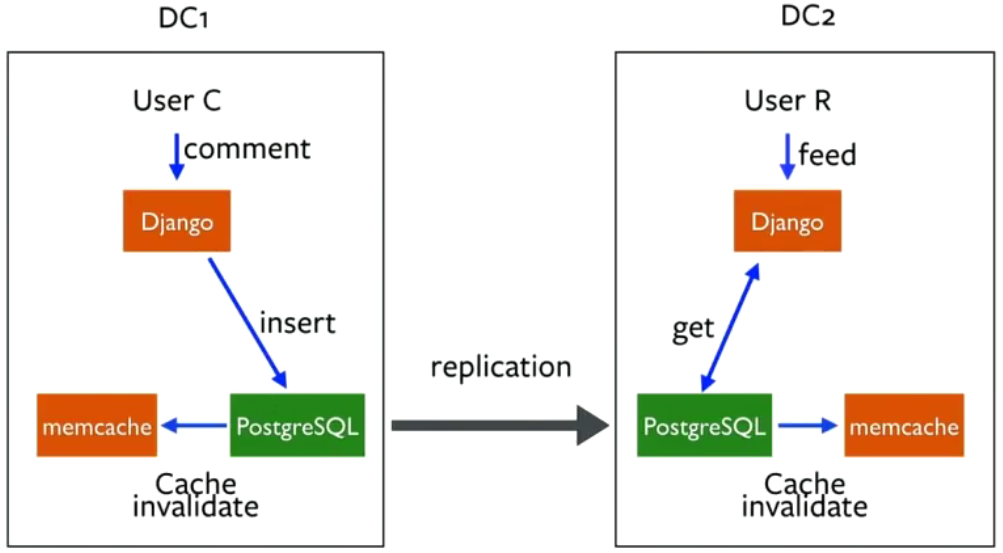 DC1
User C
comment
Django
insert
memcache
PostgreSQL
Cache
invalidate
replication
DC2
User R
feed
Django
get
PostgreSQL
memcache
Cache
invalidate